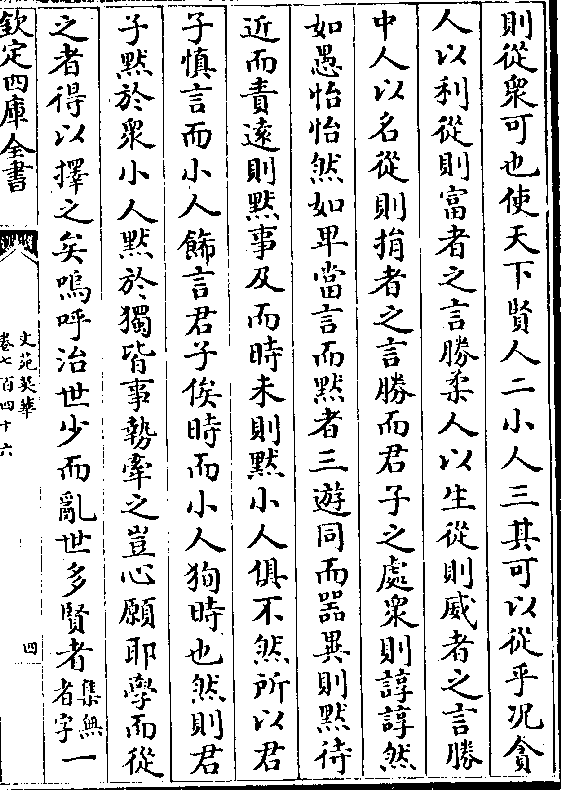 則從衆可也使天下賢人二小人三其可以從乎况貪
人以利從則富者之言勝柔人以生從則威者之言勝
中人以名從則捐者之言勝而君子之處衆則諄諄然
如愚怡怡然如卑當言而黙者三遊同而器異則黙待
近而責遠則黙事及而時未則黙小人俱不然所以君
子慎言而小人飾言君子俟時而小人狥時也然則君
子黙於衆小人黙於獨皆事勢牽之豈心願耶學而從
之者得以擇之矣嗚呼治世少而亂世多賢者集無者字一
欽定四庫全書
文苑英華
卷七百四十六
四